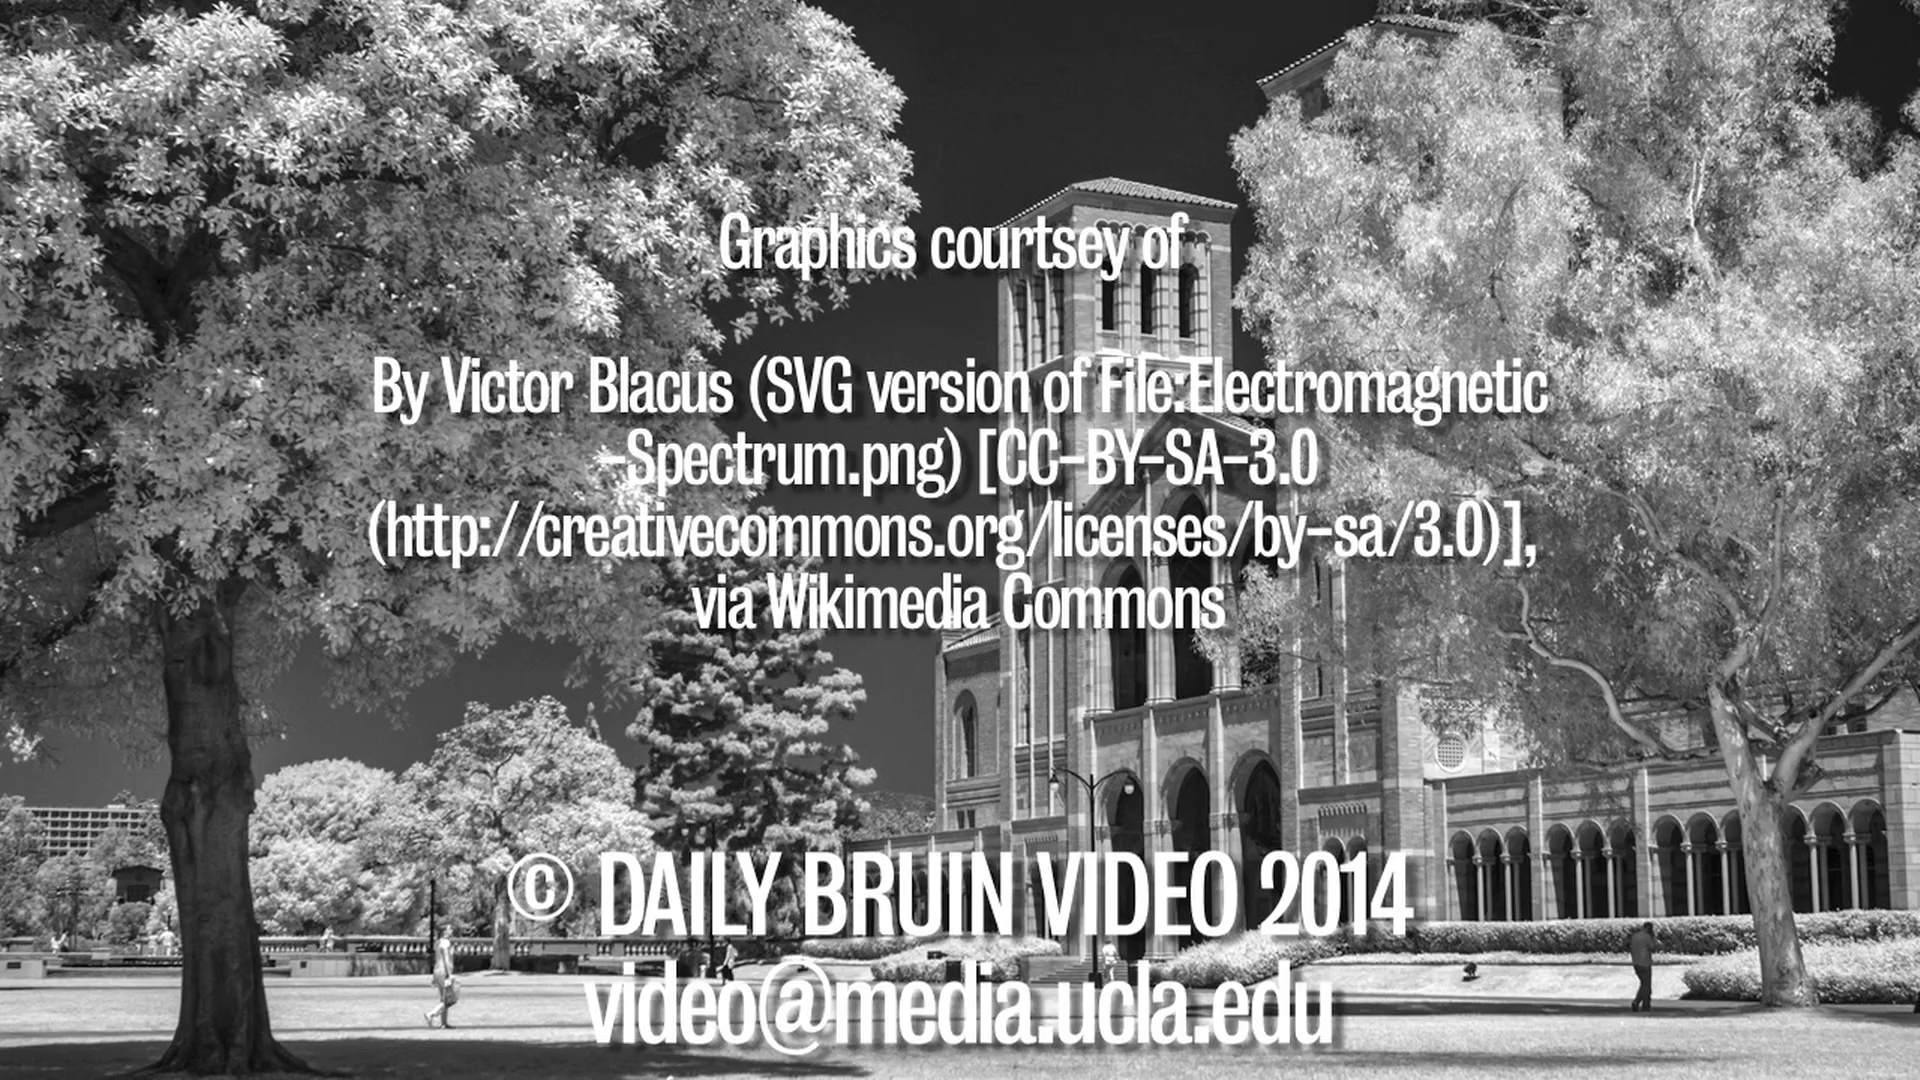 Graphics courtsey of
By Victor Blacus (SVG version of File:Electromagnetic
-Spectrum.png) [CC-BY-SA-3.0
(http://creativecommons.org/licenses/by-sa/3.0)],
via Wikimedia Commons
© DAILY BRUIN VIDEO 2014
video@media.ucla.edu